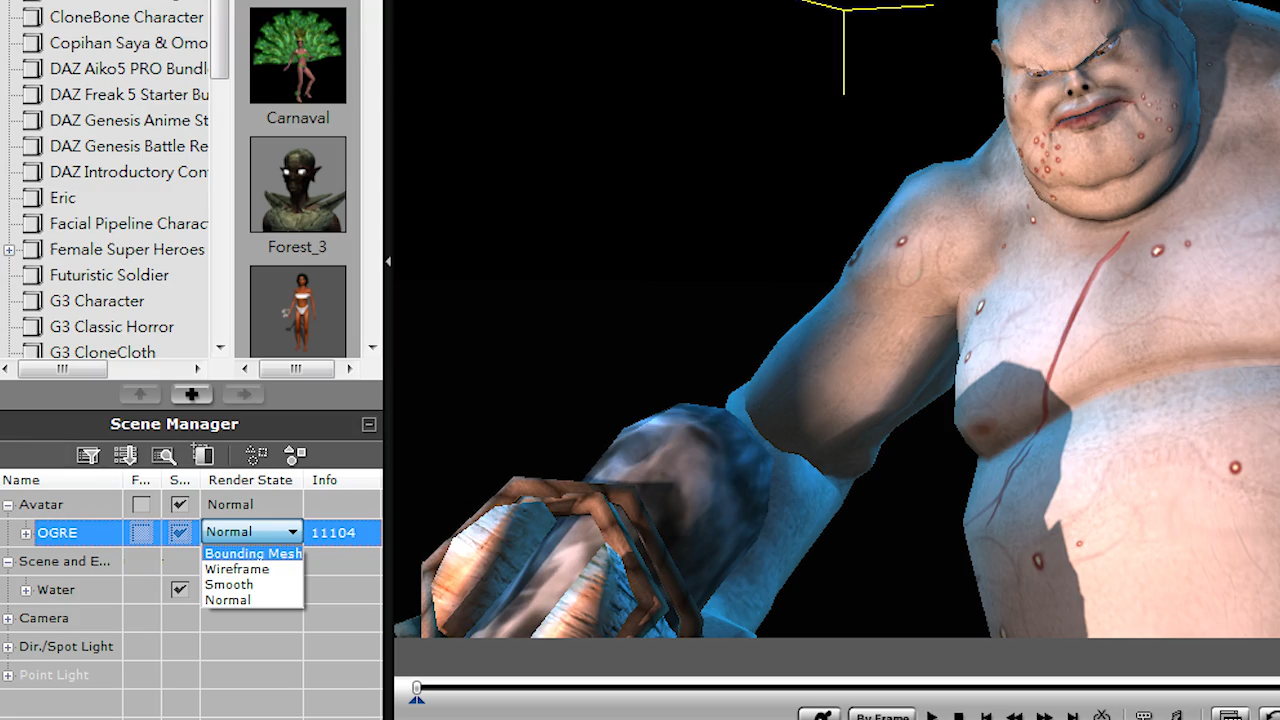 CloneBone Character
Copihan Saya & Omo
DAZ Aiko5 PRO Bundl
DAZ Freak 5 Starter Bu
DAZ Genesis Anime St
DAZ Genesis Battle Re
DAZ Introductory Con
Eric
Facial Pipeline Charac
Female Super Heroes
Futuristic Soldier
G3 Character
G3 Classic Horror
G3 CloneCloth
Carnaval
Forest_3
Scene Manager
Name F... S... Render State Info
Avatar Normal
OGRE Normal 11104
Bounding Mesh
Wireframe
Smooth
Normal
Scene and E...
Water
Camera
Dir./Spot Light
Point Light
By Frame